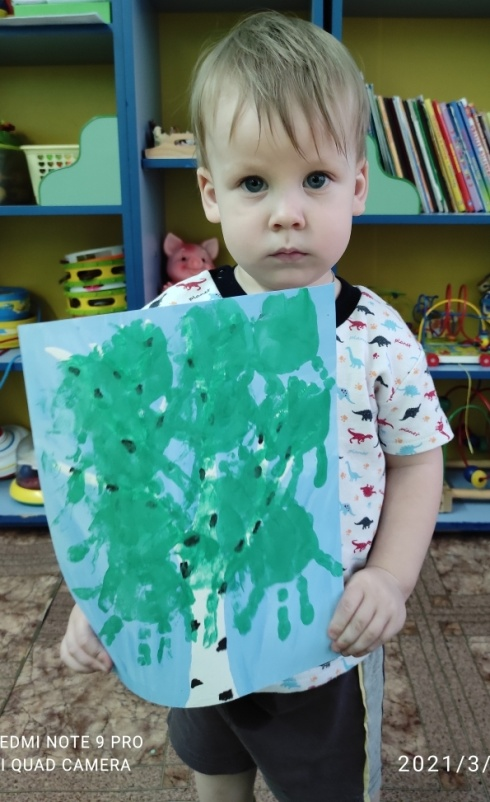 EDMI NOTE 9 PRO
I QUAD CAMERA
2021/3/